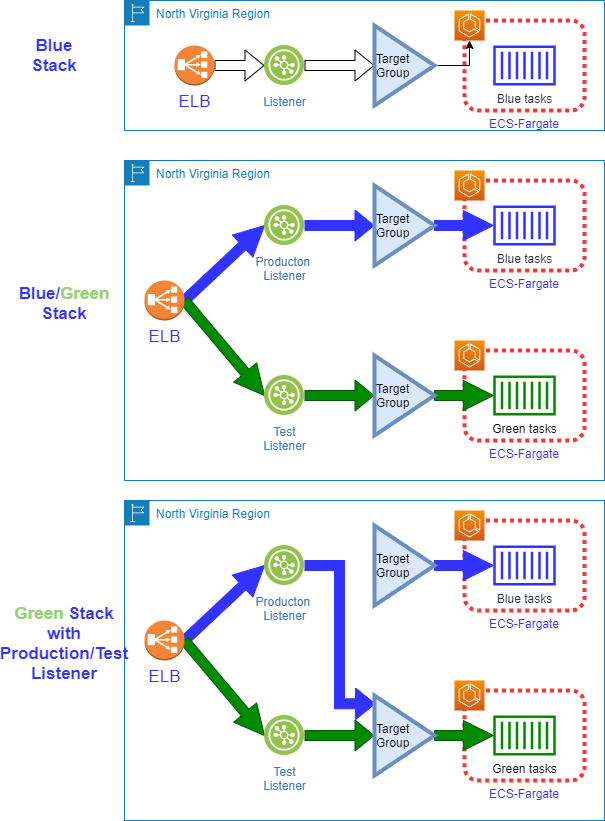 North Virginia Region
Blue
Stack
ELB
Listener
Target
Group
Blue tasks
ECS-Fargate
North Virginia Region
Blue/Green
Stack
ELB
Producton
Listener
Target
Group
Blue tasks
ECS-Fargate
Test
Listener
Target
Group
Green tasks
ECS-Fargate
North Virginia Region
Green Stack
with
Production/Test
Listener
ELB
Producton
Listener
Target
Group
Blue tasks
ECS-Fargate
Test
Listener
Target
Group
Green tasks
ECS-Fargate